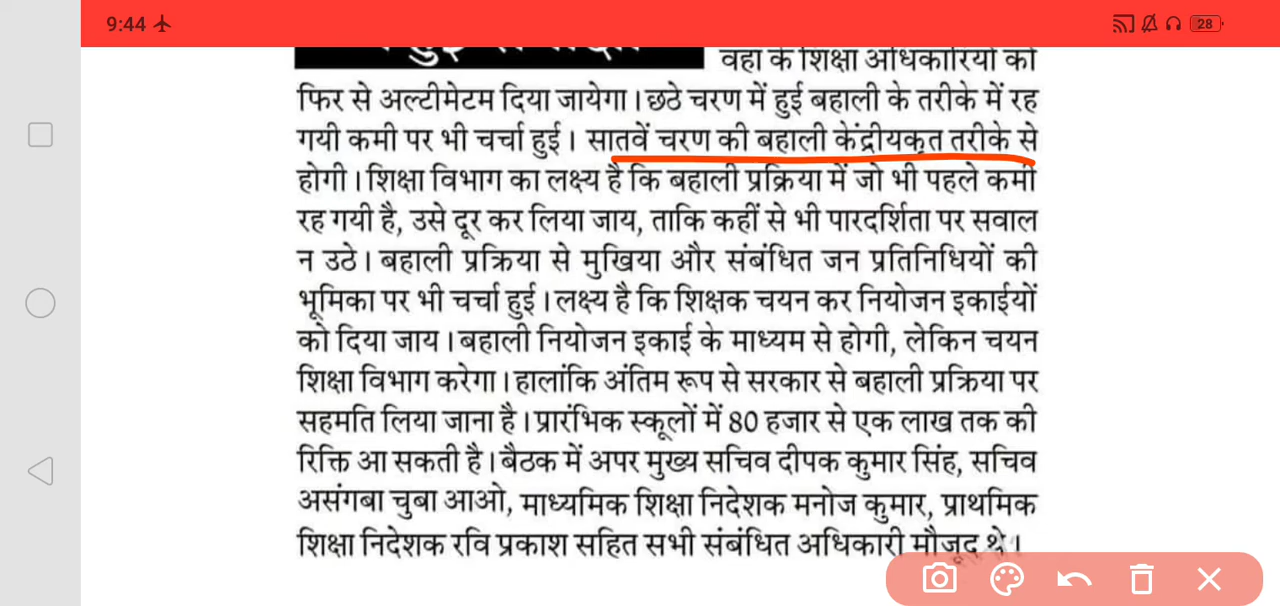 9:44
28
वहां के शिक्षा अधिकारियों को
फिर से अल्टीमेटम दिया जायेगा। छठे चरण में हुई बहाली के तरीके में रह
गयी कमी पर भी चर्चा हुई। सातवें चरण की बहाली केंद्रीयकृत तरीके से
होगी। शिक्षा विभाग का लक्ष्य है कि बहाली प्रक्रिया में जो भी पहले कमी
रह गयी है, उसे दूर कर लिया जाय, ताकि कहीं से भी पारदर्शिता पर सवाल
न उठे। बहाली प्रक्रिया से मुखिया और संबंधित जन प्रतिनिधियों की
भूमिका पर भी चर्चा हुई। लक्ष्य है कि शिक्षक चयन कर नियोजन इकाईयों
को दिया जाय। बहाली नियोजन इकाई के माध्यम से होगी, लेकिन चयन
शिक्षा विभाग करेगा। हालांकि अंतिम रूप से सरकार से बहाली प्रक्रिया पर
सहमति लिया जाना है। प्रारंभिक स्कूलों में 80 हजार से एक लाख तक की
रिक्ति आ सकती है। बैठक में अपर मुख्य सचिव दीपक कुमार सिंह, सचिव
असंगबा चुबा आओ, माध्यमिक शिक्षा निदेशक मनोज कुमार, प्राथमिक
शिक्षा निदेशक रवि प्रकाश सहित सभी संबंधित अधिकारी मौजूद थे।